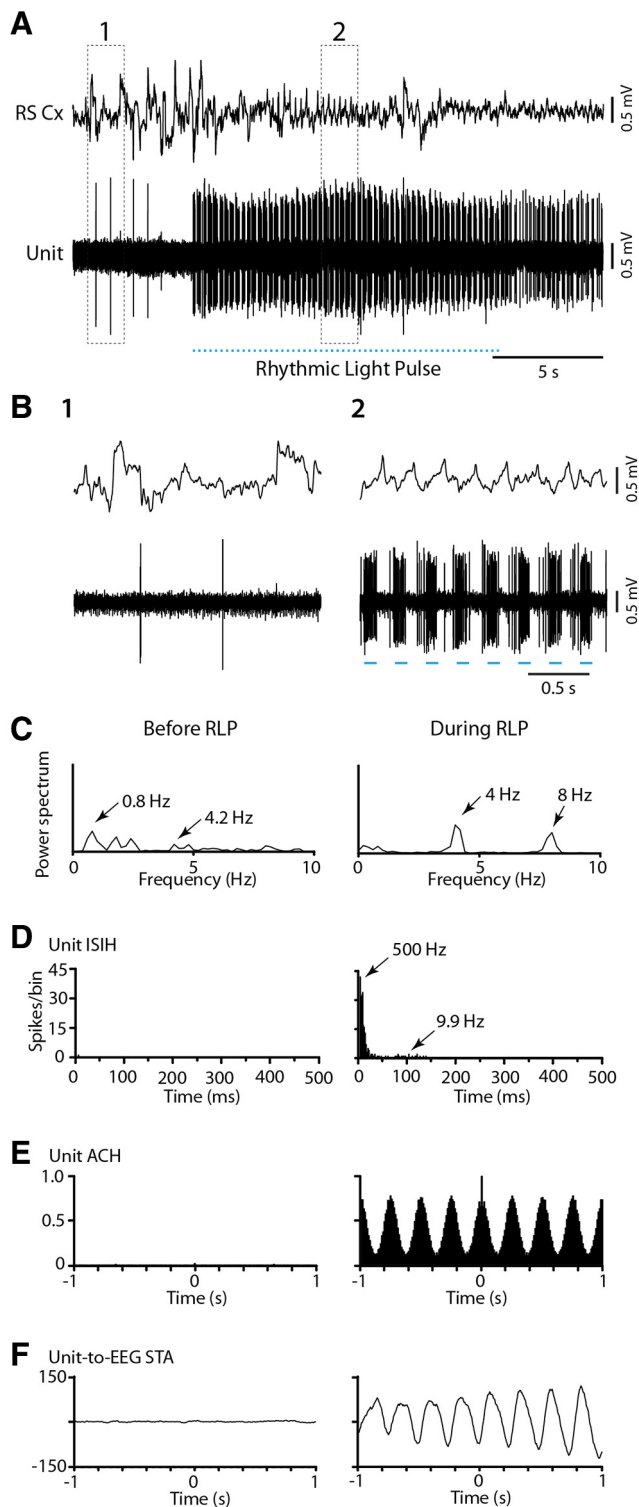 A
1 2
RS Cx
0.5 mV
Unit
0.5 mV
Rhythmic Light Pulse
5 s
B 1 2
0.5 mV
0.5 mV
0.5 s
C Before RLP During RLP
Power spectrum
0.8 Hz
4.2 Hz
4 Hz
8 Hz
0 5 10
Frequency (Hz)
0 5 10
Frequency (Hz)
D Unit ISIH
Spikes/bin
45
30
15
0
500 Hz
9.9 Hz
0 100 200 300 400 500
Time (ms)
0 100 200 300 400 500
Time (ms)
E Unit ACH
1.0
0.5
0
-1 0 1
Time (s)
-1 0 1
Time (s)
F Unit-to-EEG STA
150
-150
-1 0 1
Time (s)
-1 0 1
Time (s)